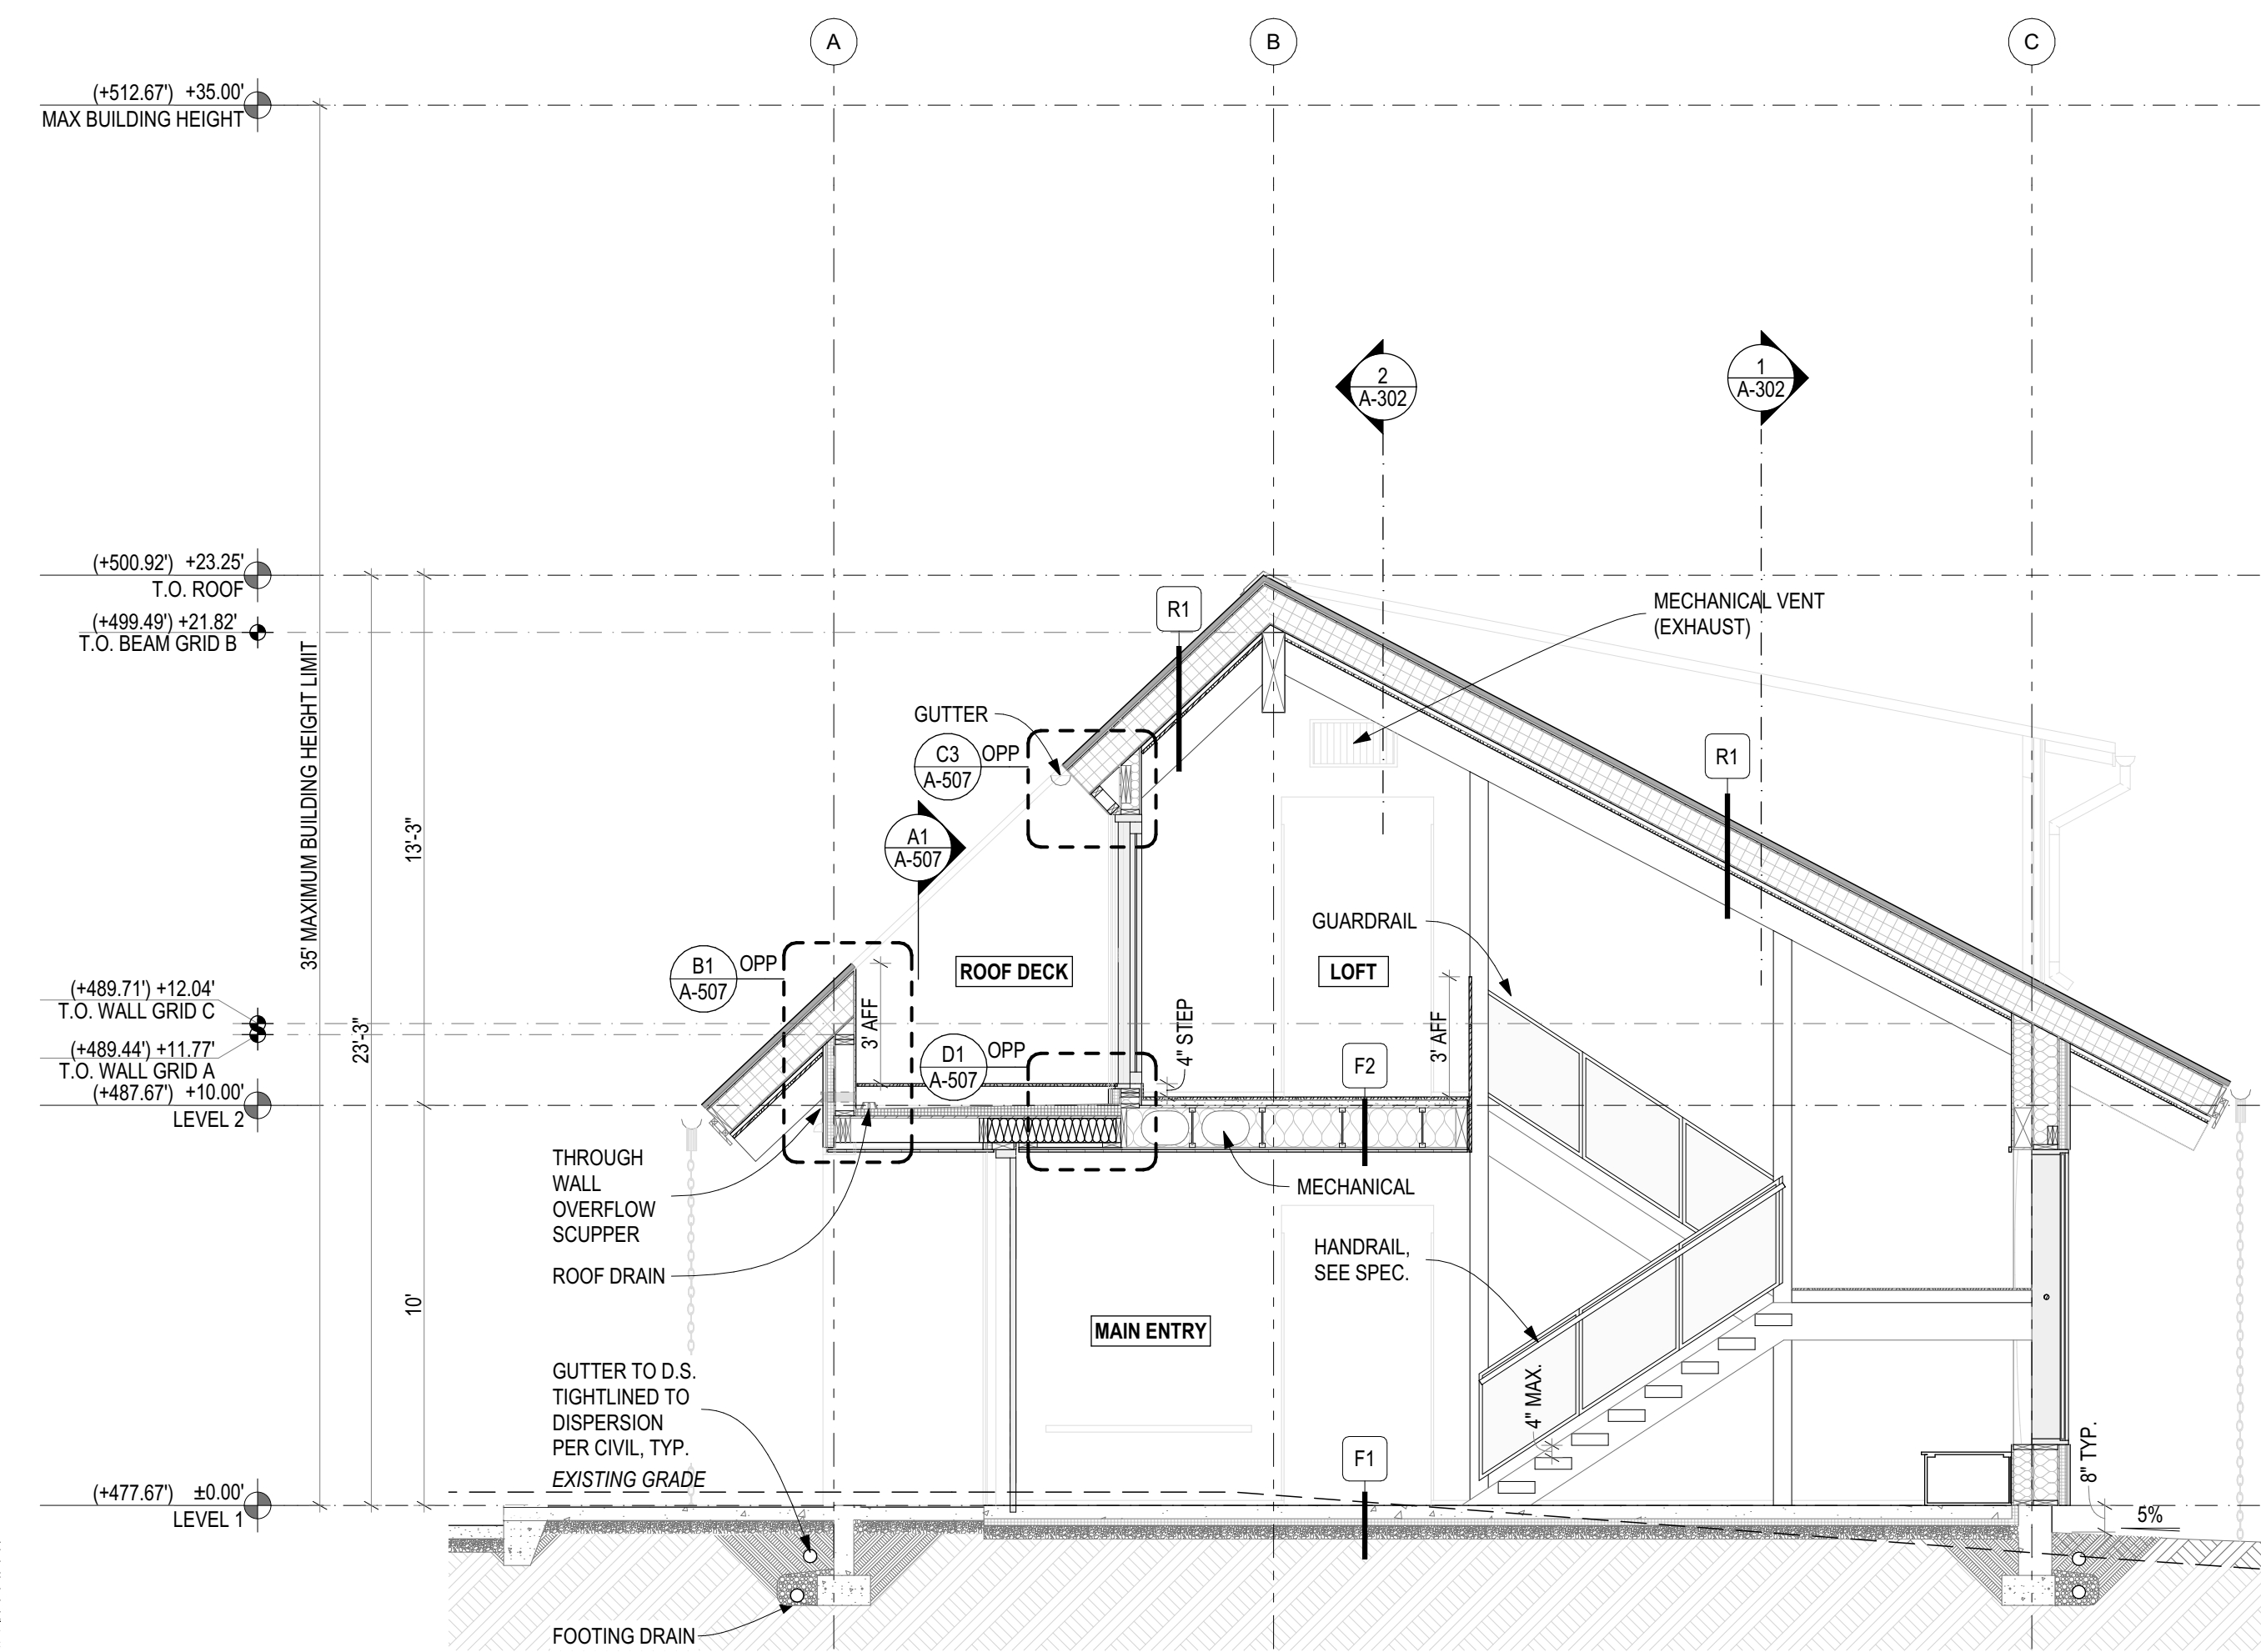 A
B
C
(+512.67') +35.00'
MAX BUILDING HEIGHT
2
A-302
1
A-302
(+500.92') +23.25'
T.O. ROOF
(+499.49') +21.82'
T.O. BEAM GRID B
35' MAXIMUM BUILDING HEIGHT LIMIT
23'-3"
13'-3"
10'
R1
MECHANICAL VENT
(EXHAUST)
GUTTER
C3
A-507
OPP
R1
A1
A-507
GUARDRAIL
B1
A-507
OPP
ROOF DECK
LOFT
(+489.71') +12.04'
T.O. WALL GRID C
(+489.44') +11.77'
T.O. WALL GRID A
(+487.67') +10.00'
LEVEL 2
3' AFF
D1
A-507
OPP
4" STEP
3' AFF
F2
THROUGH
WALL
OVERFLOW
SCUPPER
ROOF DRAIN
MECHANICAL
HANDRAIL,
SEE SPEC.
MAIN ENTRY
GUTTER TO D.S.
TIGHTLINED TO
DISPERSION
PER CIVIL, TYP.
EXISTING GRADE
4" MAX.
F1
8" TYP.
5%
(+477.67') ±0.00'
LEVEL 1
FOOTING DRAIN